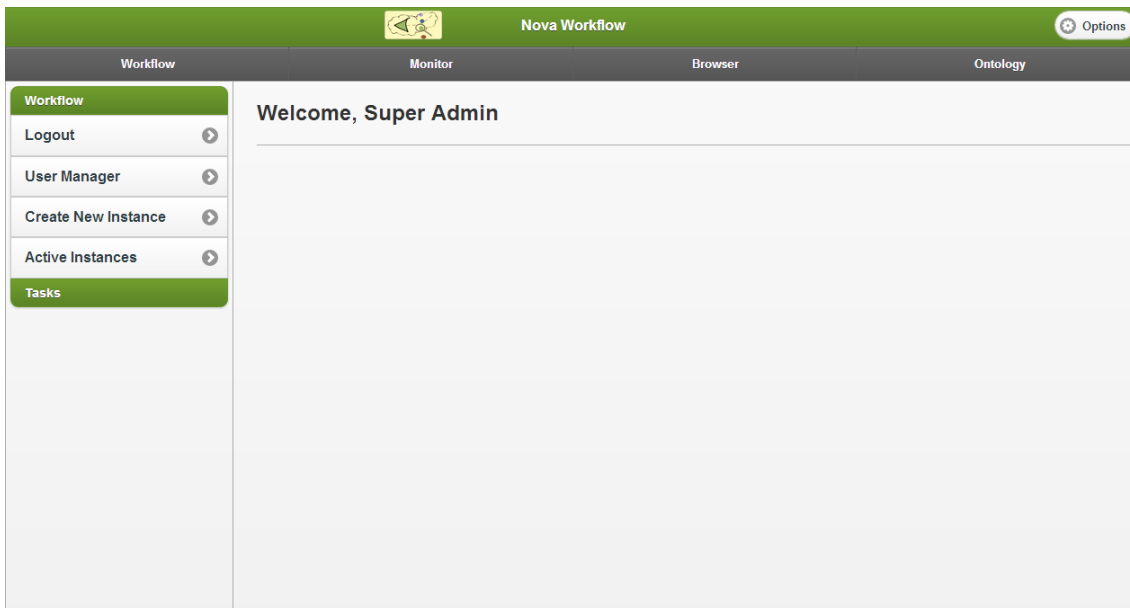 Nova Workflow
Options
Workflow Monitor Browser Ontology
Workflow
Welcome, Super Admin
Logout
User Manager
Create New Instance
Active Instances
Tasks